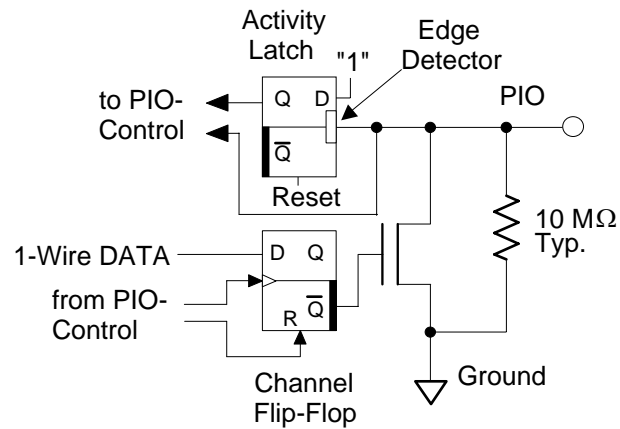 Activity
Latch
"1"
Edge
Detector
to PIO-
Control
Q D
Q̅
Reset
PIO
10 MΩ
Typ.
1-Wire DATA
from PIO-
Control
D Q
R Q̅
Channel
Flip-Flop
Ground